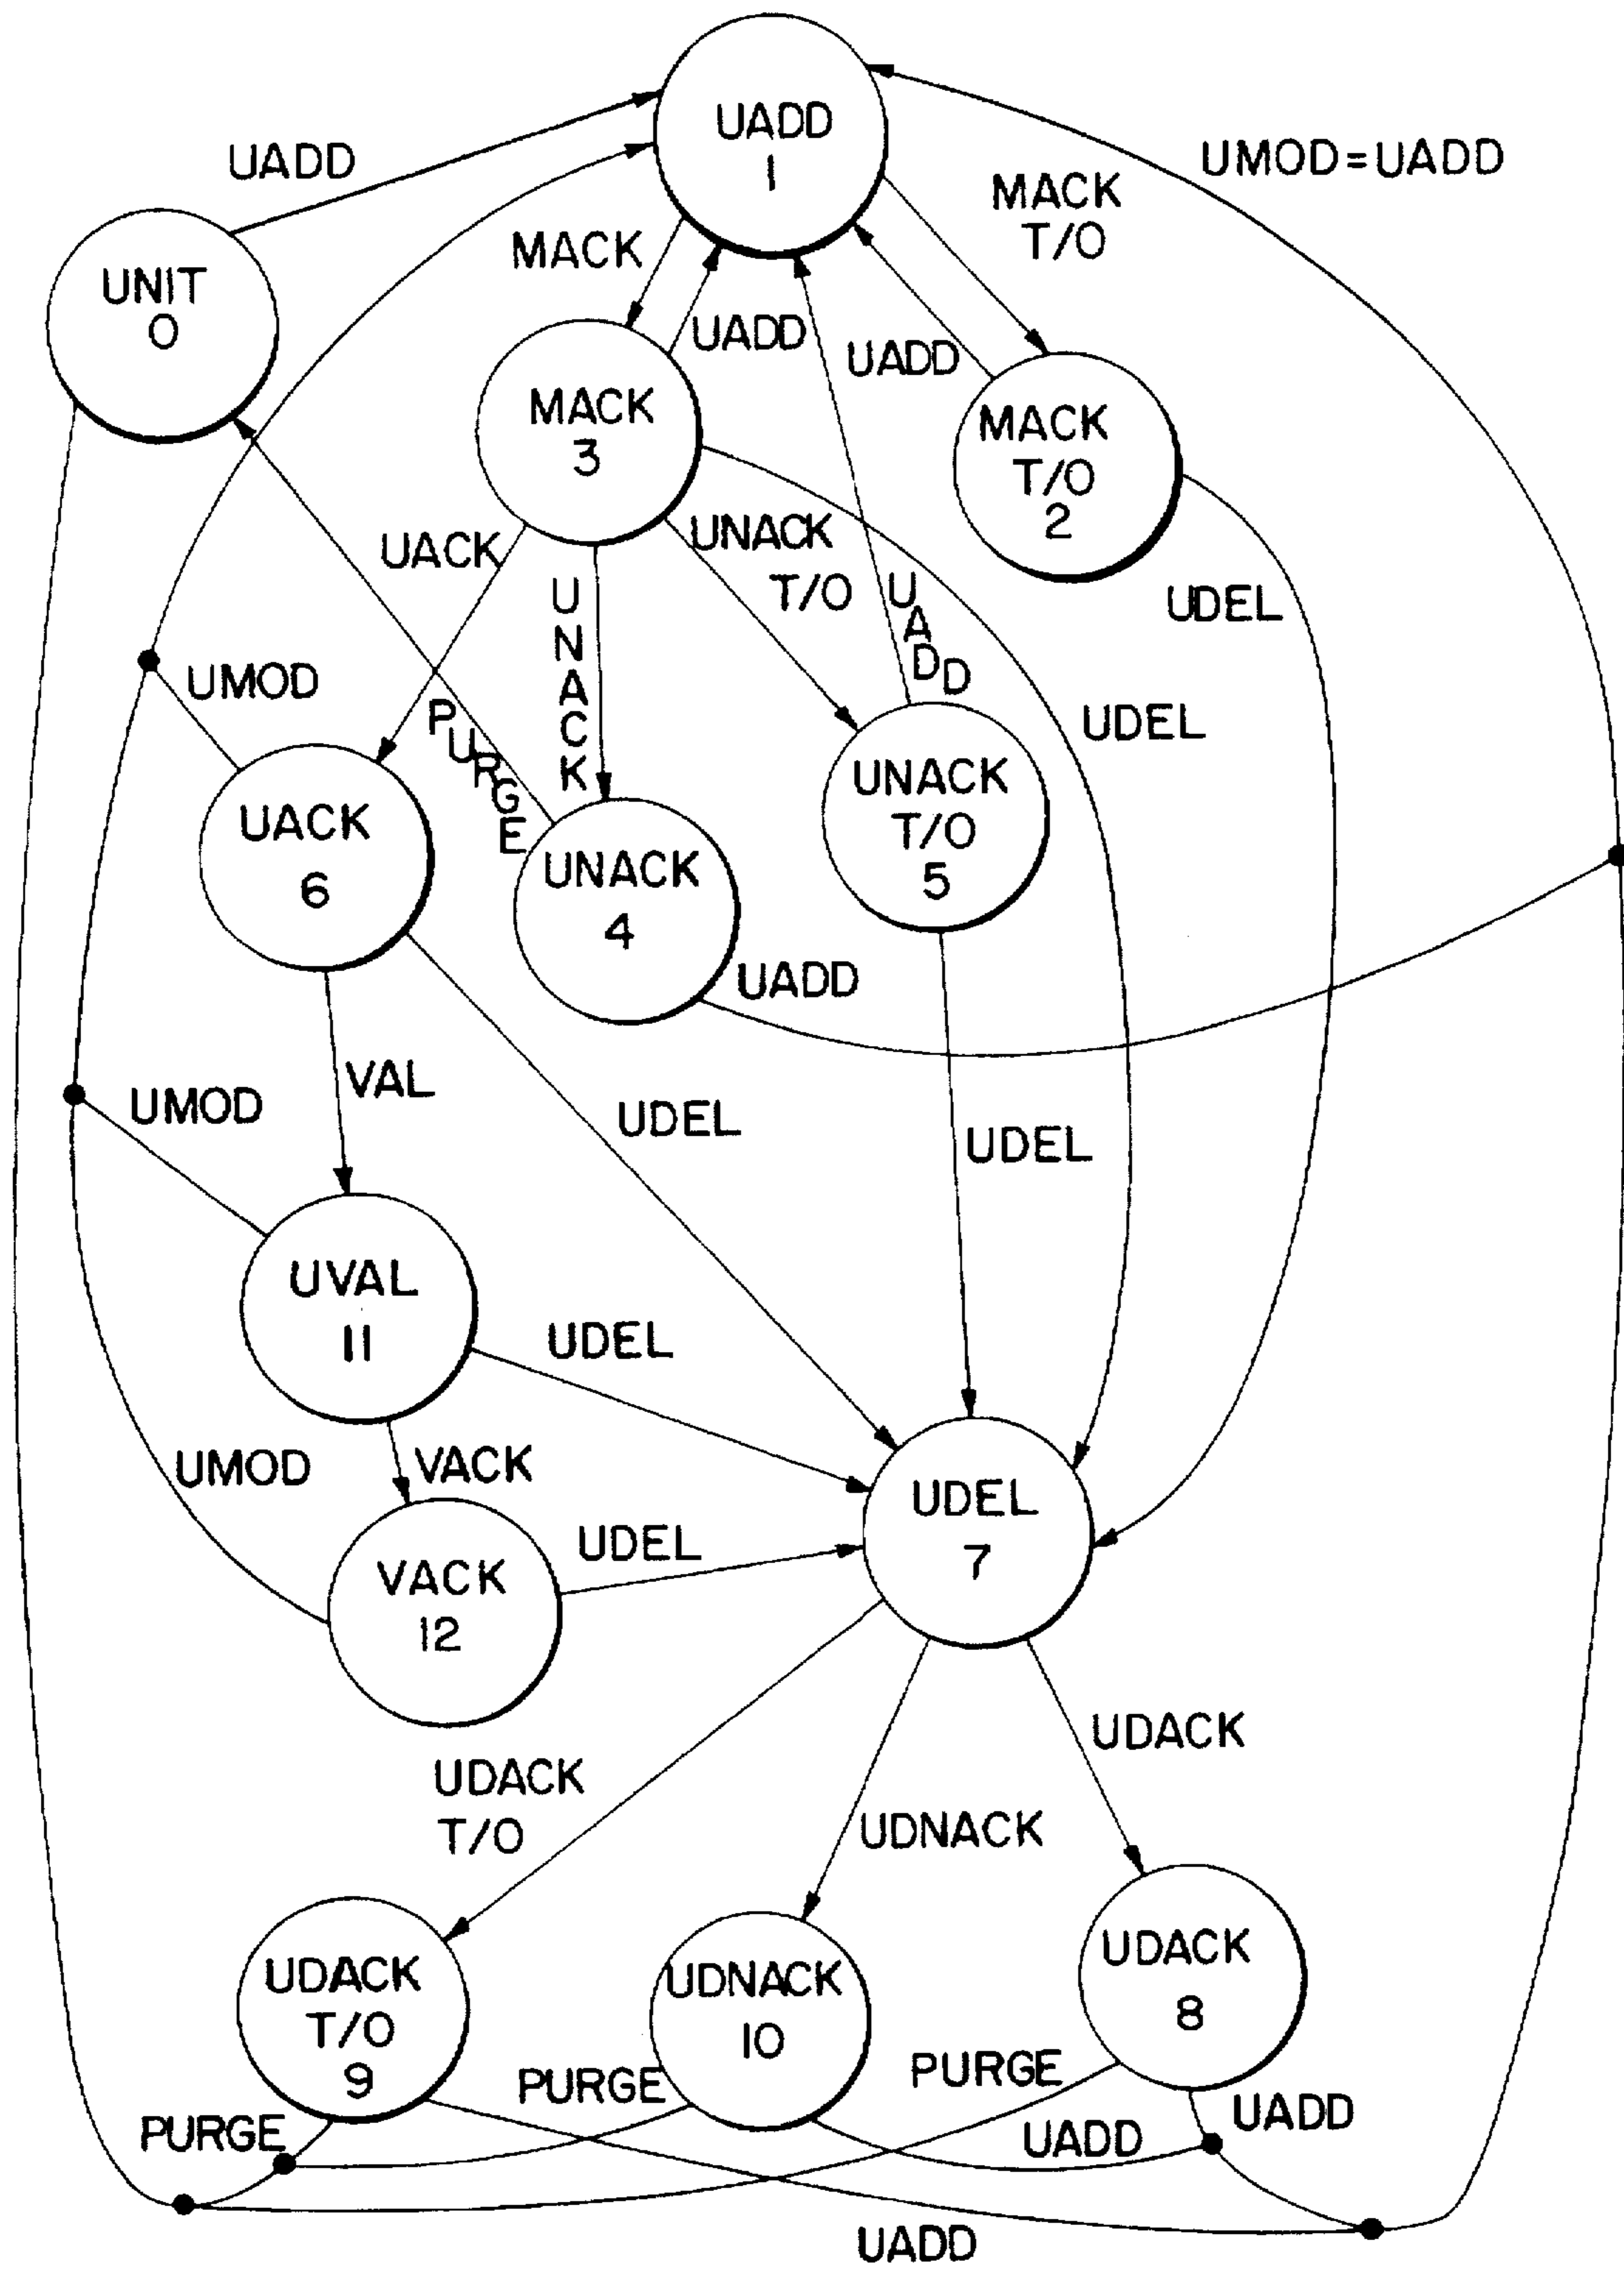 UADD
1
UADD
UMOD=UADD
MACK
T/O
MACK
UNIT
0
UADD
UADD
MACK
3
MACK
T/O
2
UACK
UNACK
T/O
UNACK
UADD
UDEL
UMOD
PURGE
UDEL
UNACK
T/O
5
UACK
6
UNACK
4
UADD
VAL
UMOD
UDEL
UDEL
UVAL
11
UDEL
UMOD
VACK
UDEL
7
UDEL
VACK
12
UDACK
UDACK
T/O
UDNACK
UDACK
8
UDACK
T/O
9
UDNACK
10
PURGE
PURGE
PURGE
UADD
UADD
UADD